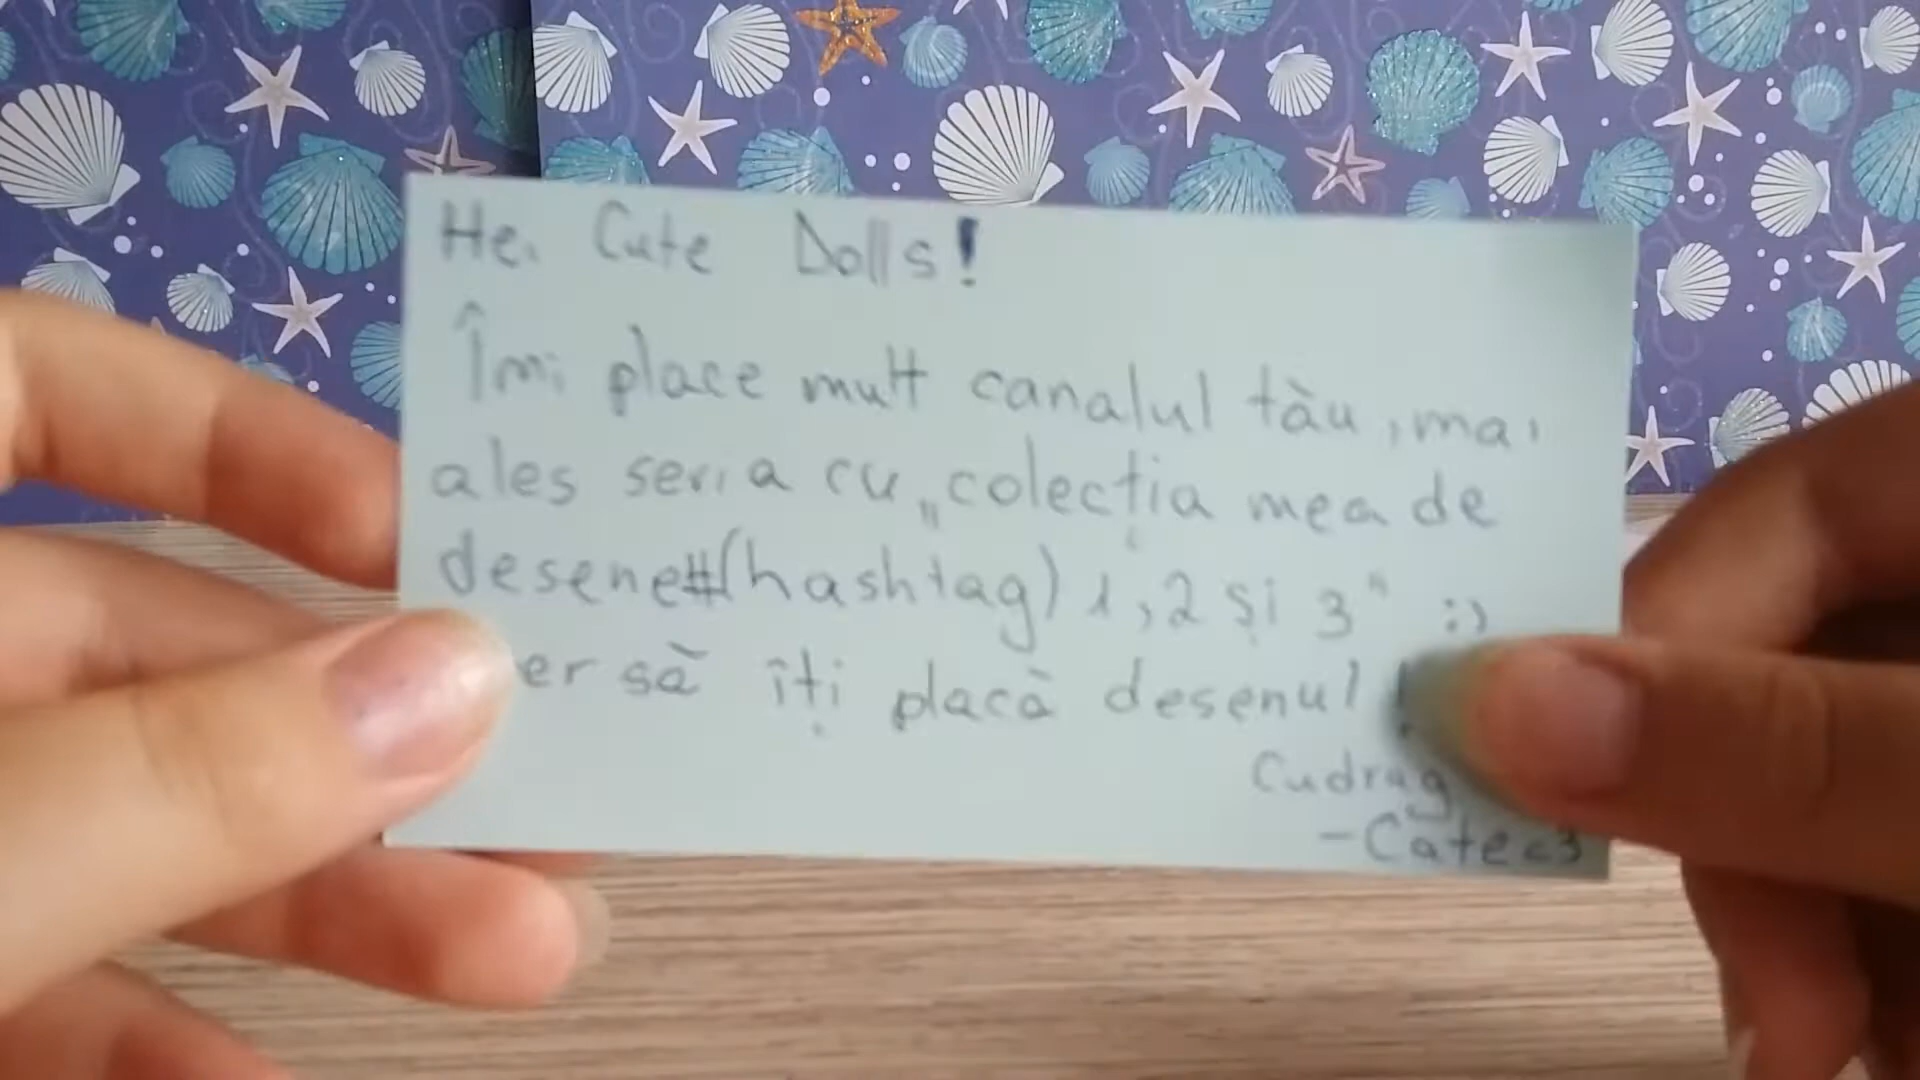 Hei Cute Dolls!
Îmi place mult canalul tău, mai
ales seria cu „colecția mea de
desene#(hashtag) 1,2 și 3" :)
să îți placă desenul
Cu drag
-Cate<3